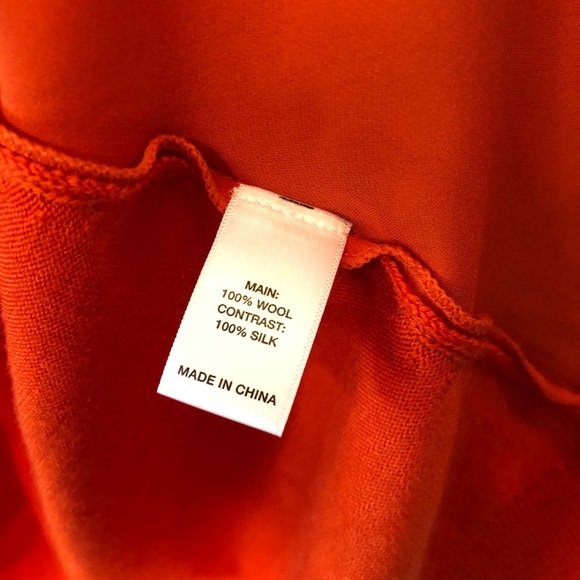 MAIN:
100% WOOL
CONTRAST:
100% SILK
MADE IN CHINA